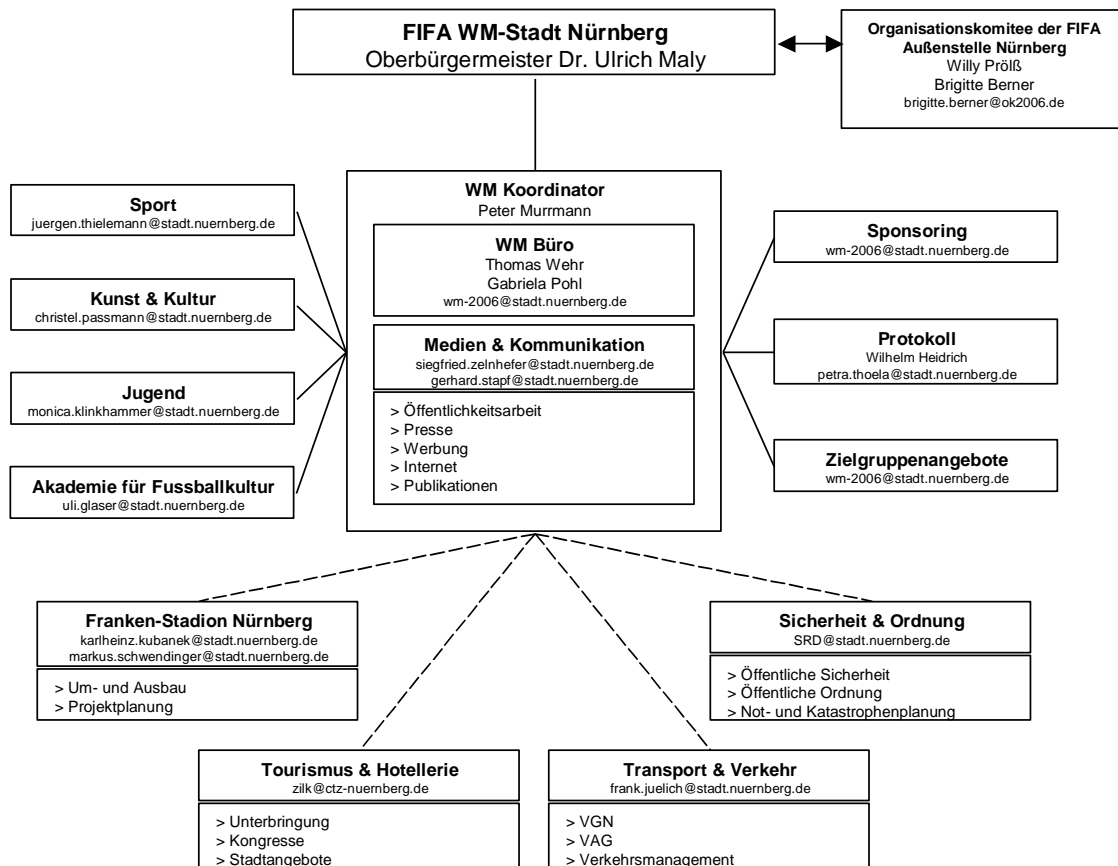 FIFA WM-Stadt Nürnberg
Oberbürgermeister Dr. Ulrich Maly
Organisationskomitee der FIFA
Außenstelle Nürnberg
Willy Prölß
Brigitte Berner
brigitte.berner@ok2006.de
WM Koordinator
Peter Murrmann
WM Büro
Thomas Wehr
Gabriela Pohl
wm-2006@stadt.nuernberg.de
Medien & Kommunikation
siegfried.zelnhefer@stadt.nuernberg.de
gerhard.stapf@stadt.nuernberg.de
> Öffentlichkeitsarbeit
> Presse
> Werbung
> Internet
> Publikationen
Sport
juergen.thielemann@stadt.nuernberg.de
Kunst & Kultur
christel.passmann@stadt.nuernberg.de
Jugend
monica.klinkhammer@stadt.nuernberg.de
Akademie für Fussballkultur
uli.glaser@stadt.nuernberg.de
Sponsoring
wm-2006@stadt.nuernberg.de
Protokoll
Wilhelm Heidrich
petra.thoela@stadt.nuernberg.de
Zielgruppenangebote
wm-2006@stadt.nuernberg.de
Franken-Stadion Nürnberg
karlheinz.kubanek@stadt.nuernberg.de
markus.schwendinger@stadt.nuernberg.de
> Um- und Ausbau
> Projektplanung
Sicherheit & Ordnung
SRD@stadt.nuernberg.de
> Öffentliche Sicherheit
> Öffentliche Ordnung
> Not- und Katastrophenplanung
Tourismus & Hotellerie
zilk@ctz-nuernberg.de
> Unterbringung
> Kongresse
> Stadtangebote
Transport & Verkehr
frank.juelich@stadt.nuernberg.de
> VGN
> VAG
> Verkehrsmanagement